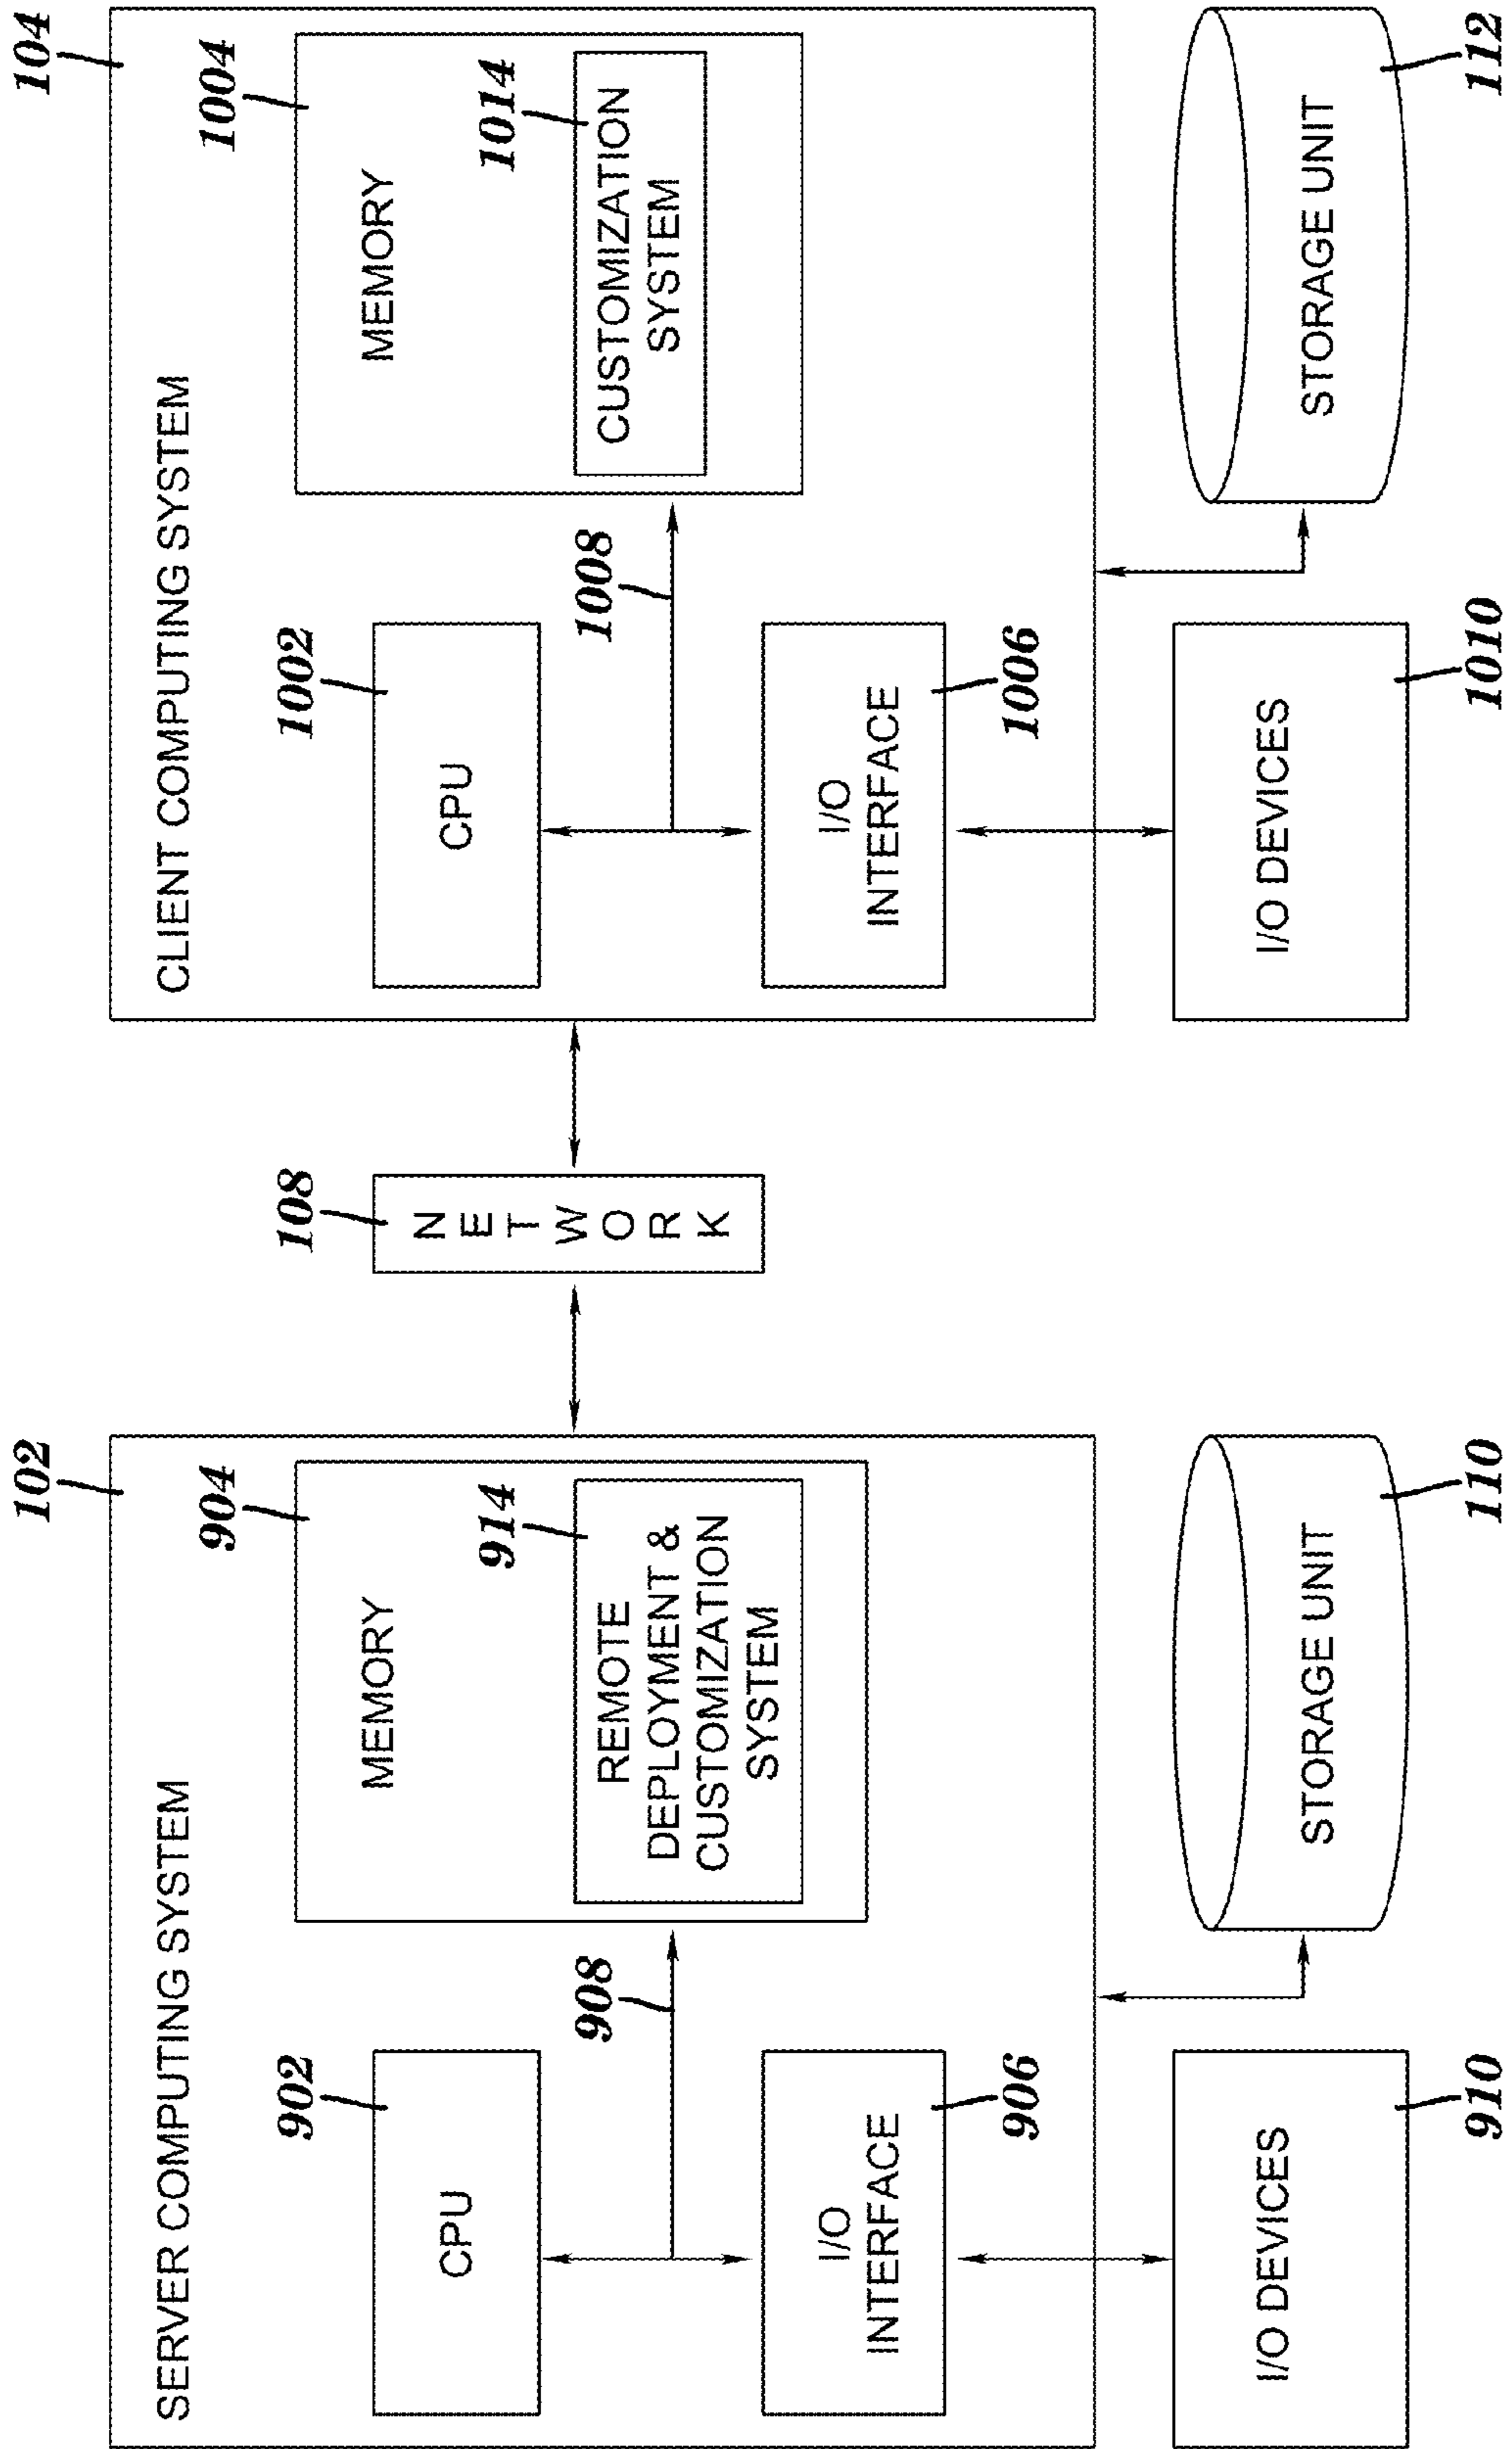 102
SERVER COMPUTING SYSTEM
904
MEMORY
914
REMOTE
DEPLOYMENT &
CUSTOMIZATION
SYSTEM
902
CPU
908
906
I/O
INTERFACE
910
I/O DEVICES
110
STORAGE UNIT
108
NETWORK
104
CLIENT COMPUTING SYSTEM
1004
MEMORY
1014
CUSTOMIZATION
SYSTEM
1002
CPU
1008
1006
I/O
INTERFACE
1010
I/O DEVICES
112
STORAGE UNIT